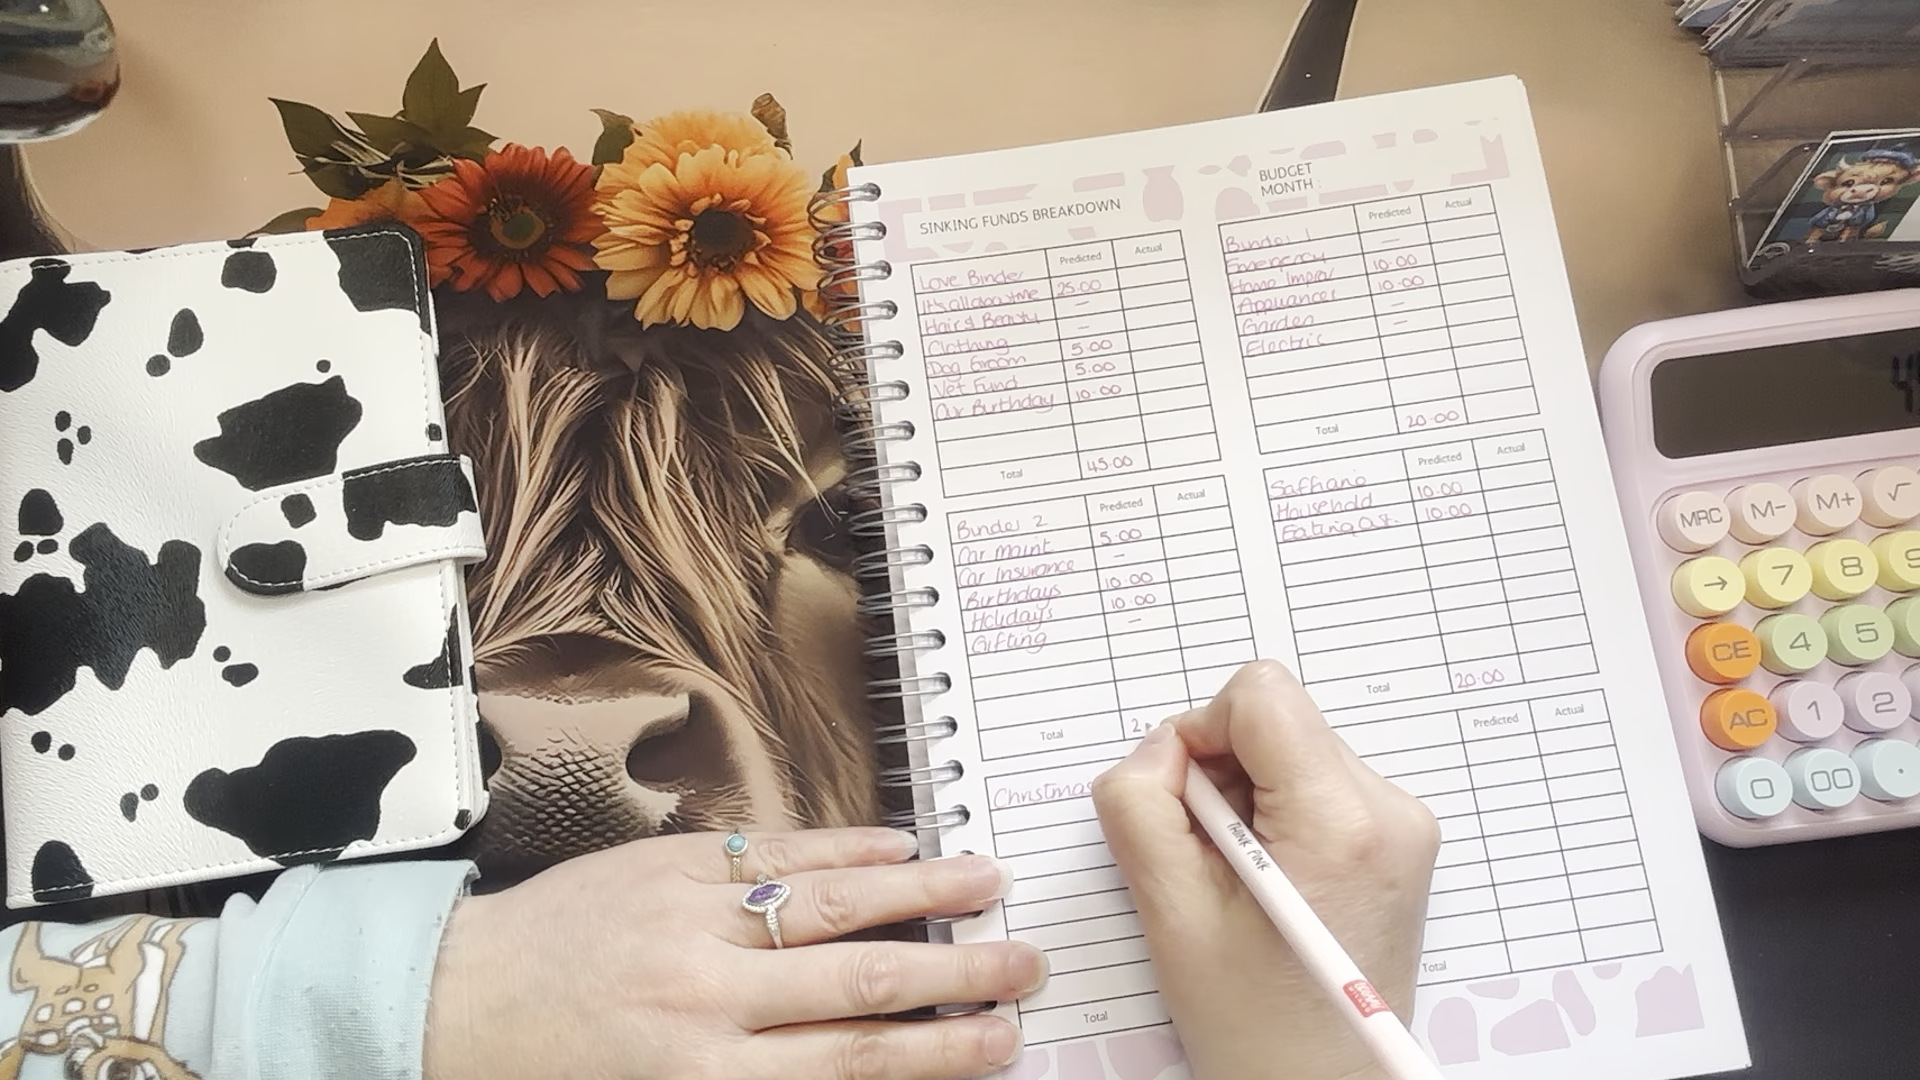 SINKING FUNDS BREAKDOWN
BUDGET
MONTH :
Predicted Actual
Love Binder
It's all about me 25.00
Hair & Beauty —
Clothing —
Dog Groom 5.00
Vet Fund 5.00
Our Birthday 10.00
Total 45.00
Predicted Actual
Binder 1
Emergency —
Home Improv 10.00
Appliances 10.00
Garden —
Electric —
Total 20.00
Predicted Actual
Binder 2
Car Maint 5.00
Car Insurance —
Birthdays 10.00
Holidays 10.00
Gifting —
Total 2
Predicted Actual
Saffiano
Household 10.00
Eating Out 10.00
Total 20.00
Christmas
Total
Predicted Actual
Total
THINK PINK
MRC M- M+ √
→ 7 8 9
CE 4 5
AC 1 2
0 00 .